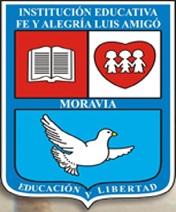 INSTITUCIÓN EDUCATIVA
FE Y ALEGRÍA LUIS AMIGÓ
MORAVIA
EDUCACIÓN Y LIBERTAD